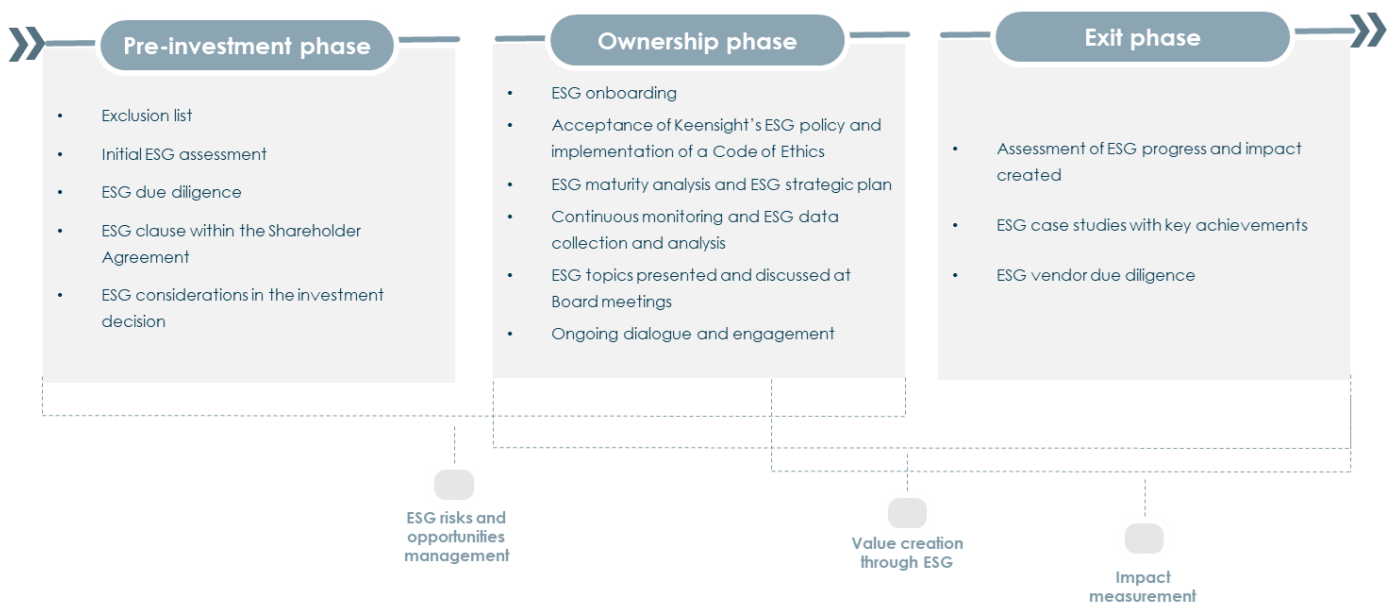 Pre-investment phase
• Exclusion list
• Initial ESG assessment
• ESG due diligence
• ESG clause within the Shareholder
Agreement
• ESG considerations in the investment
decision
Ownership phase
• ESG onboarding
• Acceptance of Keensight's ESG policy and
implementation of a Code of Ethics
• ESG maturity analysis and ESG strategic plan
• Continuous monitoring and ESG data
collection and analysis
• ESG topics presented and discussed at
Board meetings
• Ongoing dialogue and engagement
Exit phase
• Assessment of ESG progress and impact
created
• ESG case studies with key achievements
• ESG vendor due diligence
ESG risks and
opportunities
management
Value creation
through ESG
Impact
measurement